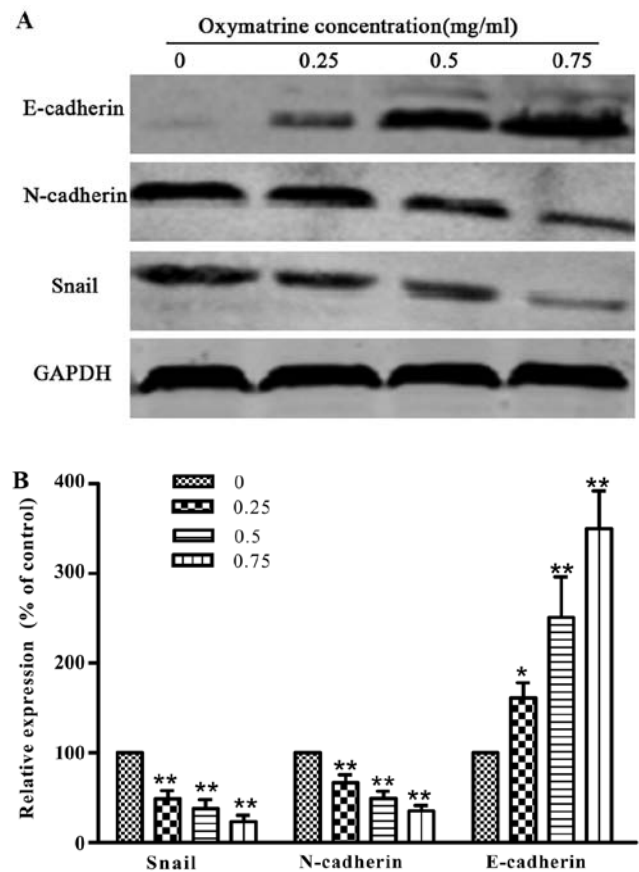 A
Oxymatrine concentration(mg/ml)
0 0.25 0.5 0.75
E-cadherin
N-cadherin
Snail
GAPDH
B
Relative expression (% of control)
400
300
200
100
0
0
0.25
0.5
0.75
** ** **
** ** **
* ** **
Snail N-cadherin E-cadherin